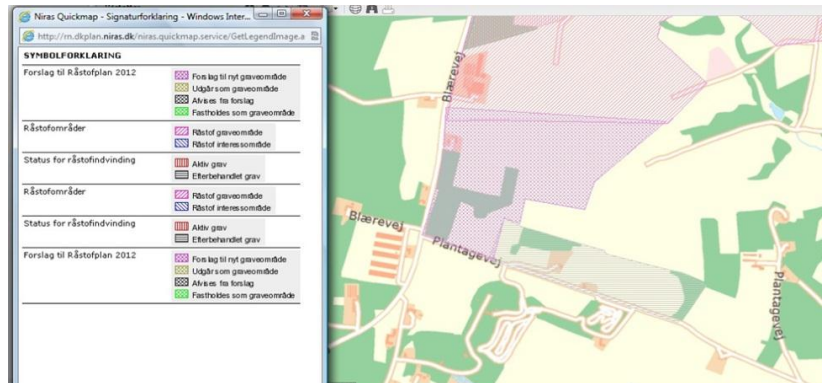 Niras Quickmap - Signaturforklaring - Windows Inter...
http://rn.dkplan.niras.dk/niras.quickmap.service/GetLegendImage.a
SYMBOLFORKLARING
Forslag til Råstofplan 2012
Forslag til nyt graveområde
Udgår som graveområde
Afvises fra forslag
Fastholdes som graveområde
Råstofområder
Råstof graveområde
Råstof interessområde
Status for råstofindvinding
Aktiv grav
Efterbehandlet grav
Råstofområder
Råstof graveområde
Råstof interessområde
Status for råstofindvinding
Aktiv grav
Efterbehandlet grav
Forslag til Råstofplan 2012
Forslag til nyt graveområde
Udgår som graveområde
Afvises fra forslag
Fastholdes som graveområde
Blærevej
Blærevej
Plantagevej
Plantagevej